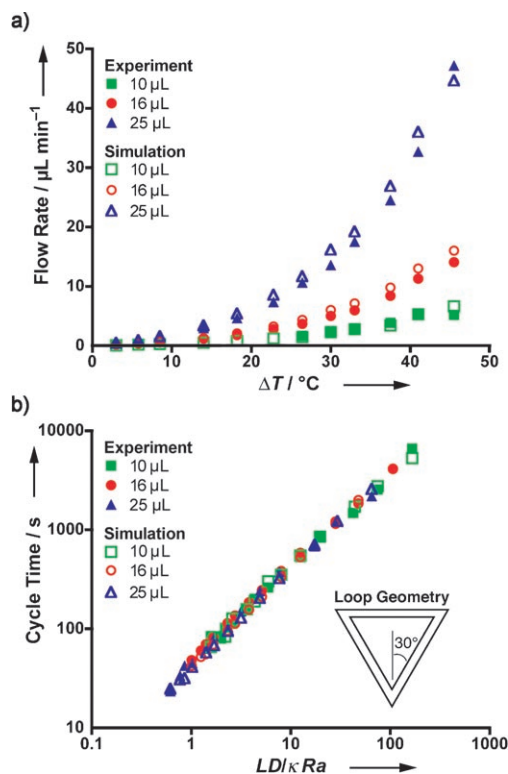 a)
50
40
30
20
10
0
Flow Rate / µL min⁻¹
Experiment
10 µL
16 µL
25 µL
Simulation
10 µL
16 µL
25 µL
0 10 20 30 40 50
ΔT / °C
b)
10000
1000
100
10
Cycle Time / s
Experiment
10 µL
16 µL
25 µL
Simulation
10 µL
16 µL
25 µL
Loop Geometry
30°
0.1 1 10 100 1000
LD/κ Ra